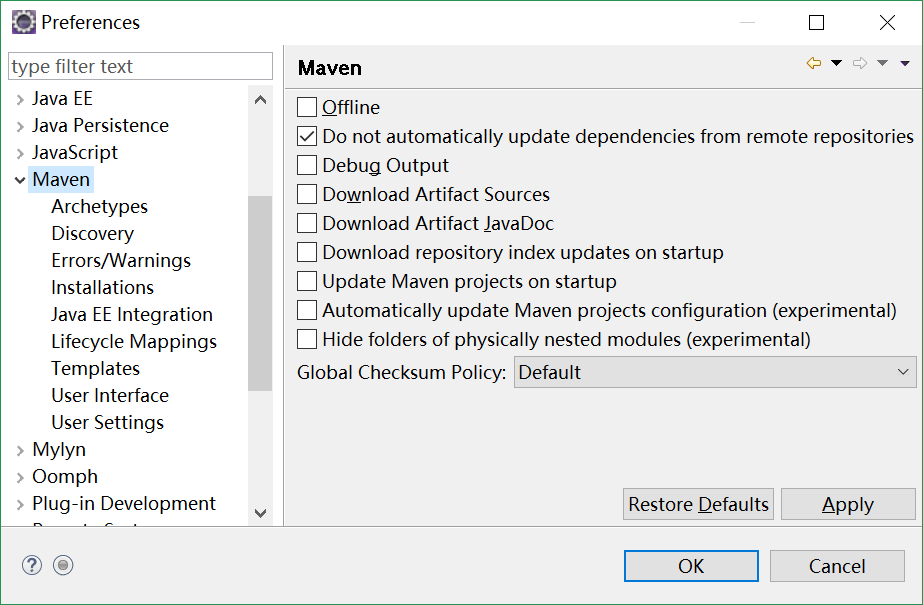 Preferences
type filter text
Java EE
Java Persistence
JavaScript
Maven
Archetypes
Discovery
Errors/Warnings
Installations
Java EE Integration
Lifecycle Mappings
Templates
User Interface
User Settings
Mylyn
Oomph
Plug-in Development
Maven
Offline
Do not automatically update dependencies from remote repositories
Debug Output
Download Artifact Sources
Download Artifact JavaDoc
Download repository index updates on startup
Update Maven projects on startup
Automatically update Maven projects configuration (experimental)
Hide folders of physically nested modules (experimental)
Global Checksum Policy: Default
Restore Defaults Apply
OK Cancel